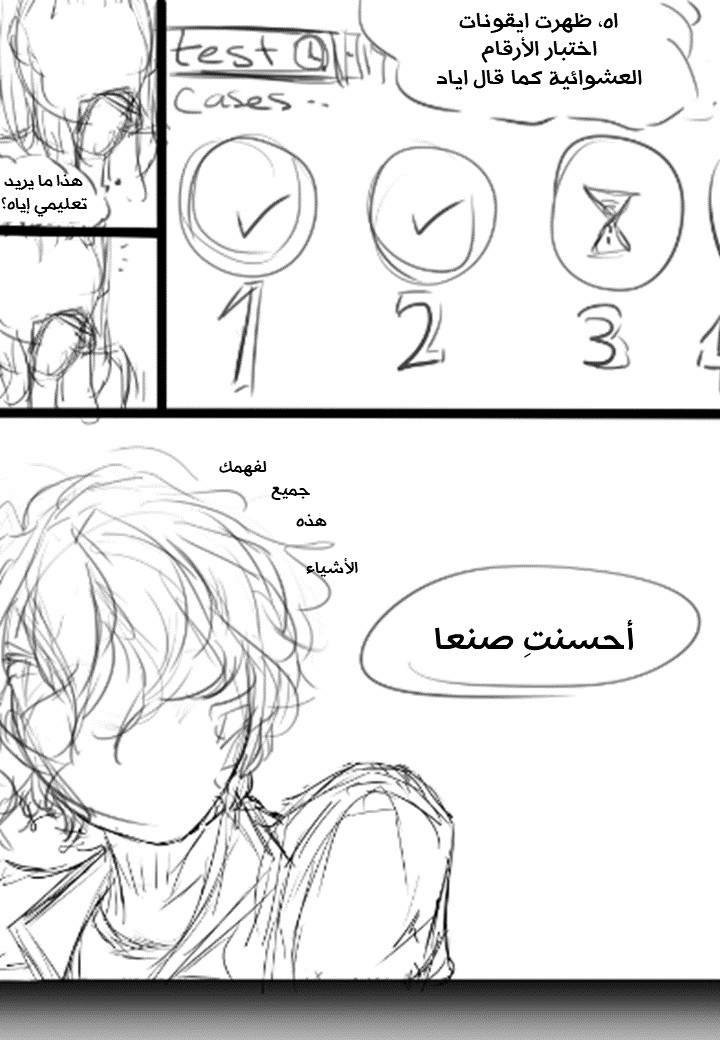 اه، ظهرت ايقونات
اختبار الأرقام
العشوائية كما قال اياد
test
cases..
1
2
3
هذا ما يريد
تعليمي إياه؟
لفهمك
جميع
هذه
الأشياء
أحسنتِ صنعا